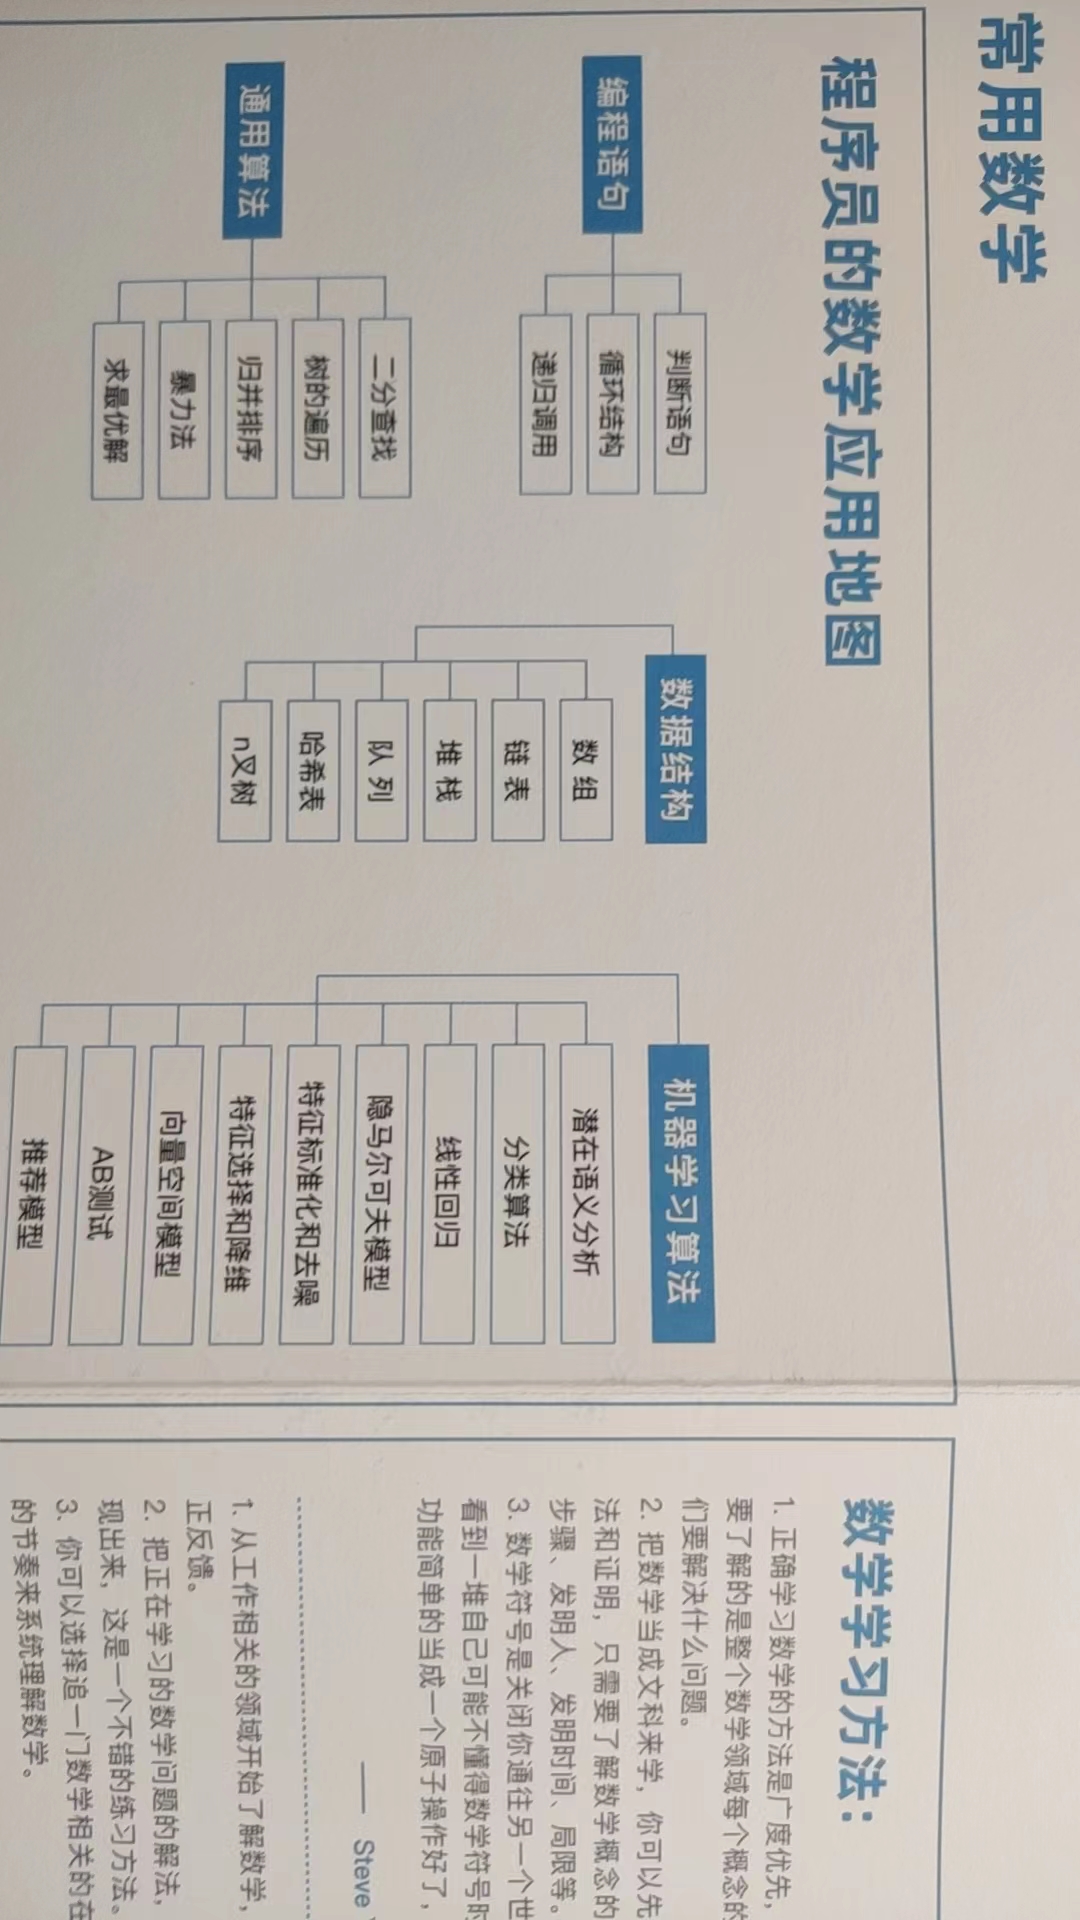 常用数学
程序员的数学应用地图
编程语句
判断语句
循环结构
递归调用
通用算法
二分查找
树的遍历
归并排序
暴力法
求最优解
数据结构
数组
链表
堆栈
队列
哈希表
n叉树
机器学习算法
潜在语义分析
分类算法
线性回归
隐马尔可夫模型
特征标准化和去噪
特征选择和降维
向量空间模型
AB测试
推荐模型
数学学习方法：
1. 正确学习数学的方法是广度优先，
要了解的是整个数学领域每个概念的
们要解决什么问题。
2. 把数学当成文科来学，你可以先
法和证明，只需要了解数学概念的
步骤、发明人、发明时间、局限等。
3. 数学符号是关闭你通往另一个世
看到一堆自己可能不懂得数学符号时
功能简单的当成一个原子操作好了，
—— Steve
1. 从工作相关的领域开始了解数学，
正反馈。
2. 把正在学习的数学问题的解法，
现出来，这是一个不错的练习方法。
3. 你可以选择追一门数学相关的在
的节奏来系统理解数学。